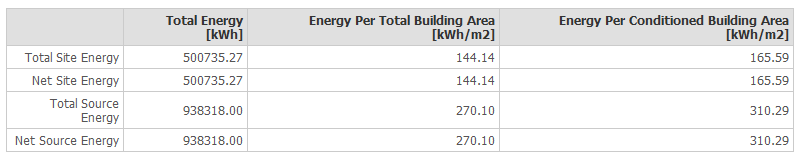 Total Energy Energy Per Total Building Area Energy Per Conditioned Building Area
[kWh] [kWh/m2] [kWh/m2]
Total Site Energy 500735.27 144.14 165.59
Net Site Energy 500735.27 144.14 165.59
Total Source
Energy 938318.00 270.10 310.29
Net Source Energy 938318.00 270.10 310.29